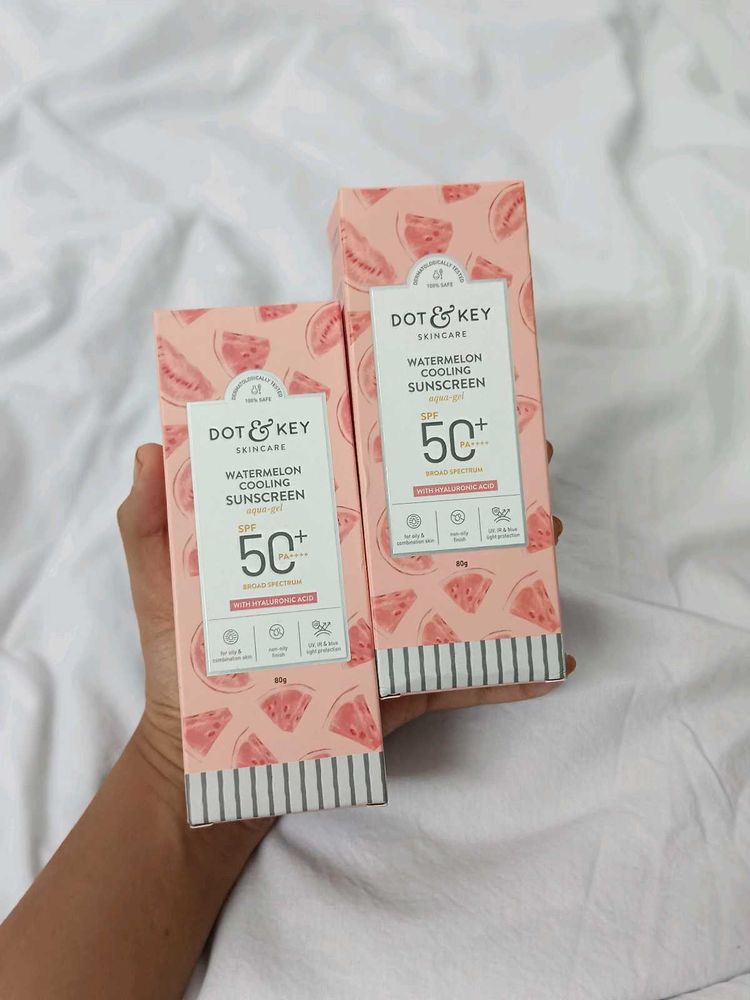 DERMATOLOGICALLY TESTED
100% SAFE
DOT & KEY
SKINCARE
WATERMELON
COOLING
SUNSCREEN
aqua-gel
SPF
50+
PA++++
BROAD SPECTRUM
WITH HYALURONIC ACID
for oily &
combination skin
non-oily
finish
UV, IR & blue
light protection
80g
DERMATOLOGICALLY TESTED
100% SAFE
DOT & KEY
SKINCARE
WATERMELON
COOLING
SUNSCREEN
aqua-gel
SPF
50+
PA++++
BROAD SPECTRUM
WITH HYALURONIC ACID
for oily &
combination skin
non-oily
finish
UV, IR & blue
light protection
80g